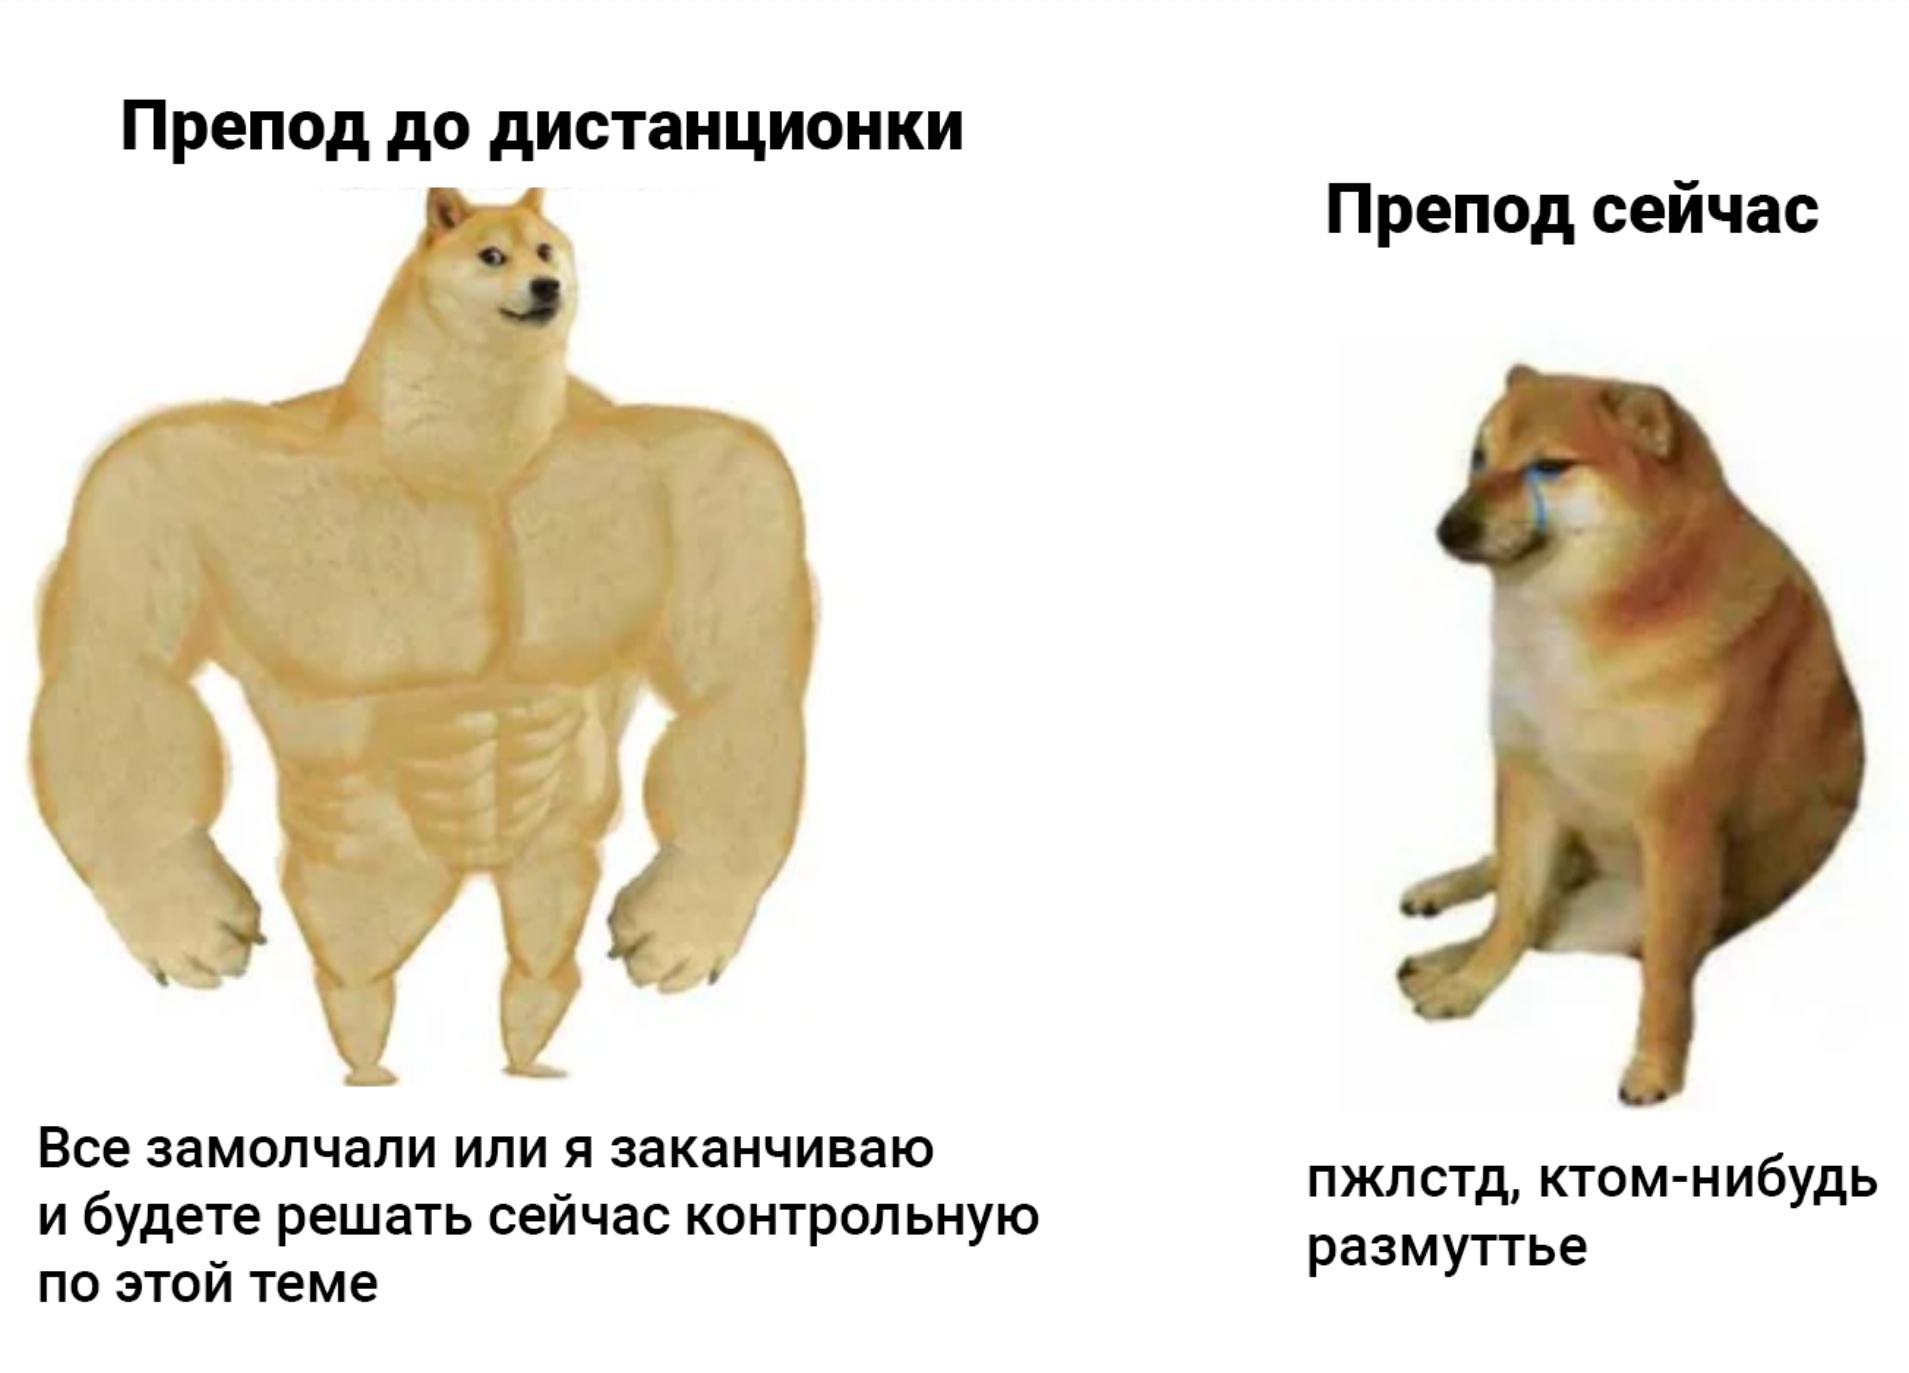 Препод до дистанционки
Препод сейчас
Все замолчали или я заканчиваю
и будете решать сейчас контрольную
по этой теме
пжлстд, ктом-нибудь
размуттье